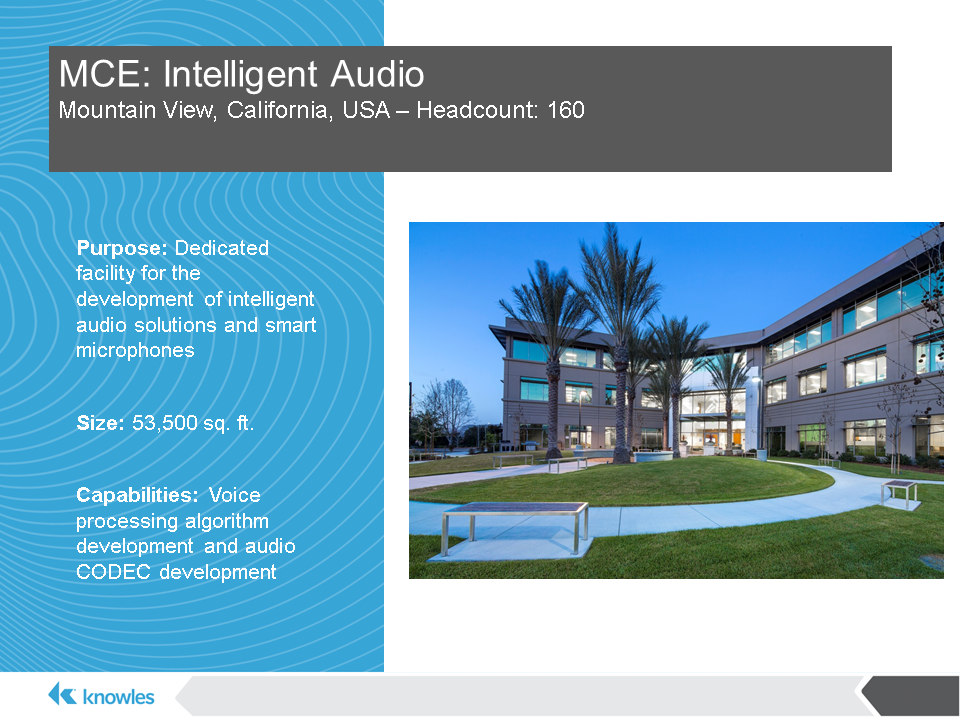 MCE: Intelligent Audio
Mountain View, California, USA – Headcount: 160
Purpose: Dedicated
facility for the
development of intelligent
audio solutions and smart
microphones
Size: 53,500 sq. ft.
Capabilities: Voice
processing algorithm
development and audio
CODEC development
knowles